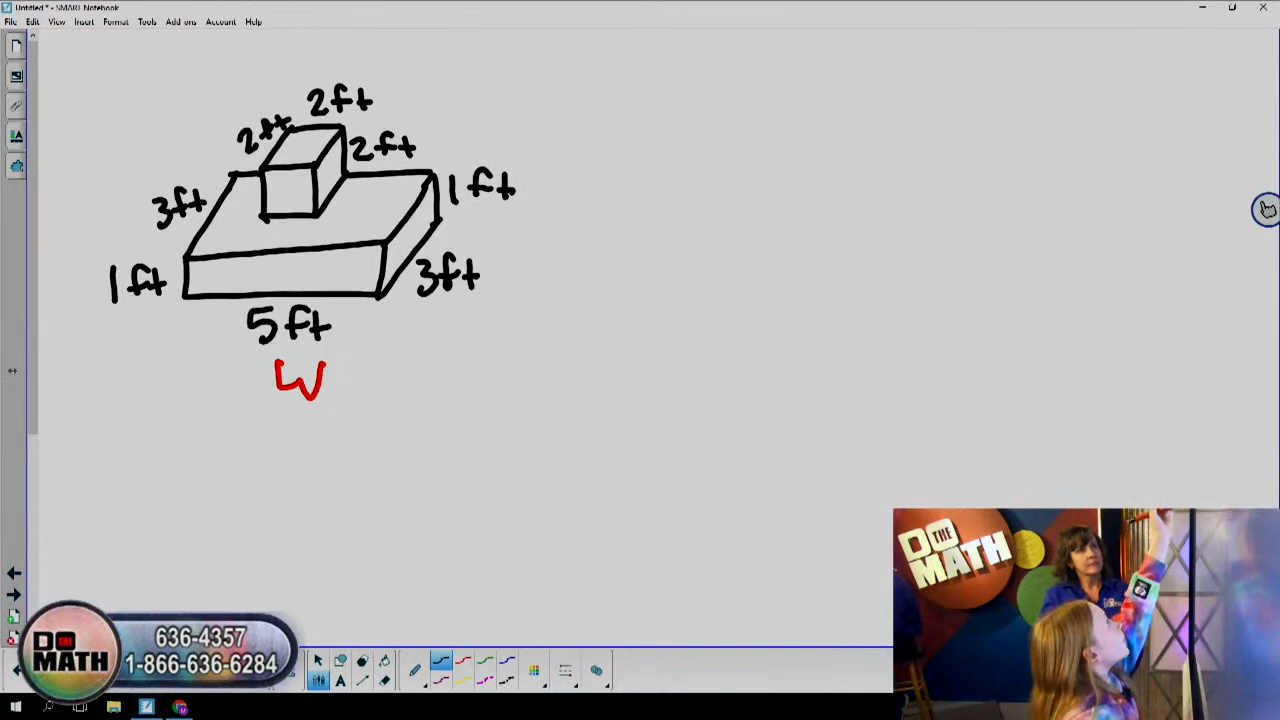 Untitled * - SMART Notebook
File Edit View Insert Format Tools Add-ons Account Help
2ft
2ft
2ft
3ft
1ft
1ft
3ft
5ft
W
DO THE MATH
DO THE MATH
636-4357
1-866-636-6284